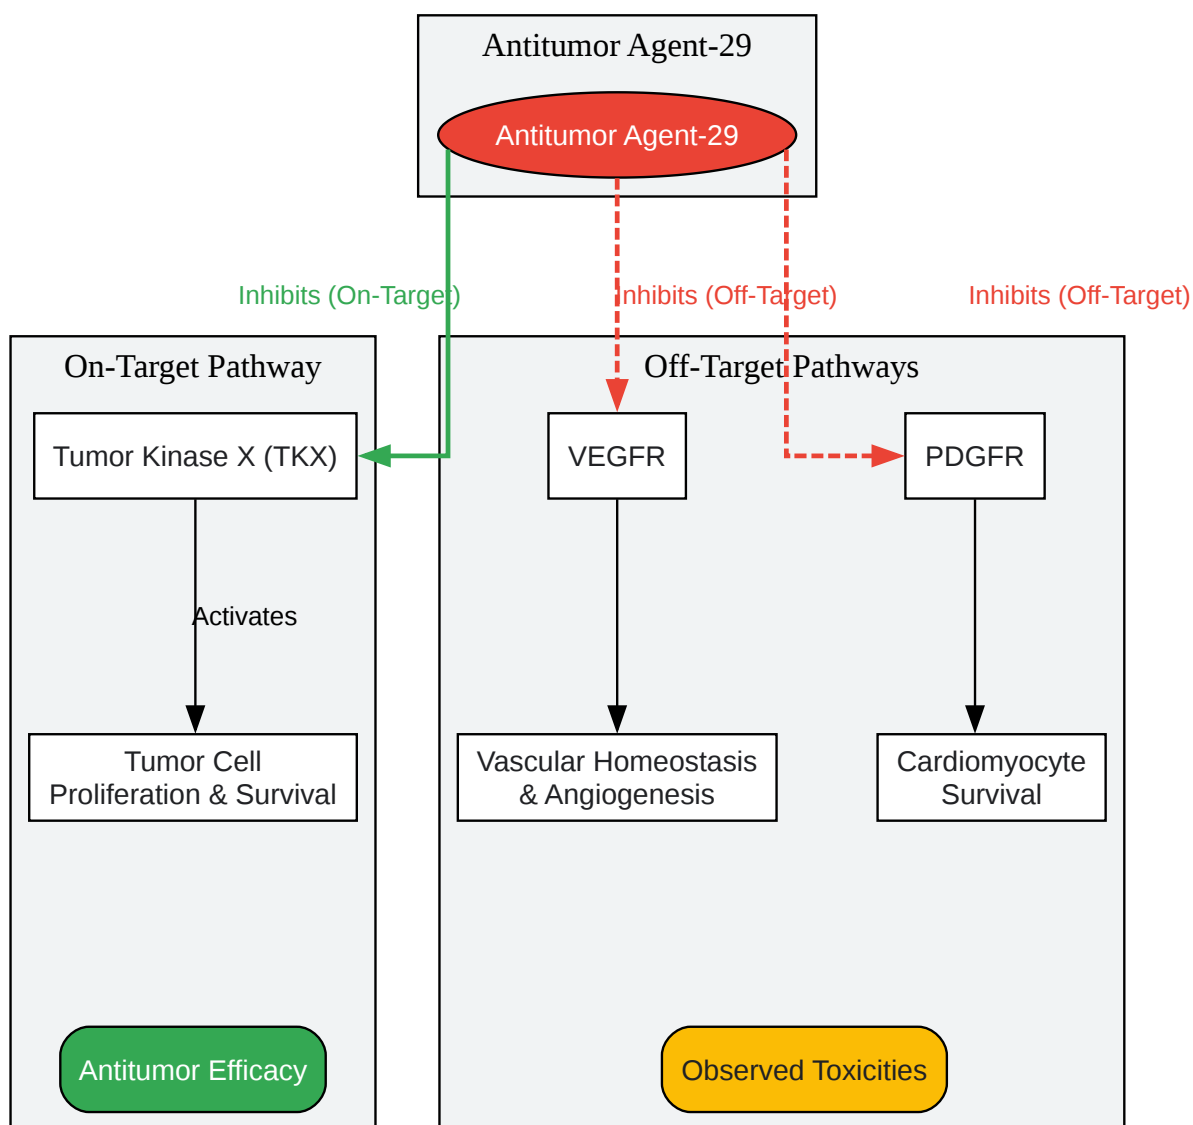 Antitumor Agent-29
Antitumor Agent-29
Inhibits (On-Target)
Inhibits (Off-Target)
Inhibits (Off-Target)
On-Target Pathway
Off-Target Pathways
Tumor Kinase X (TKX)
VEGFR
PDGFR
Activates
Tumor Cell
Proliferation & Survival
Vascular Homeostasis
& Angiogenesis
Cardiomyocyte
Survival
Antitumor Efficacy
Observed Toxicities